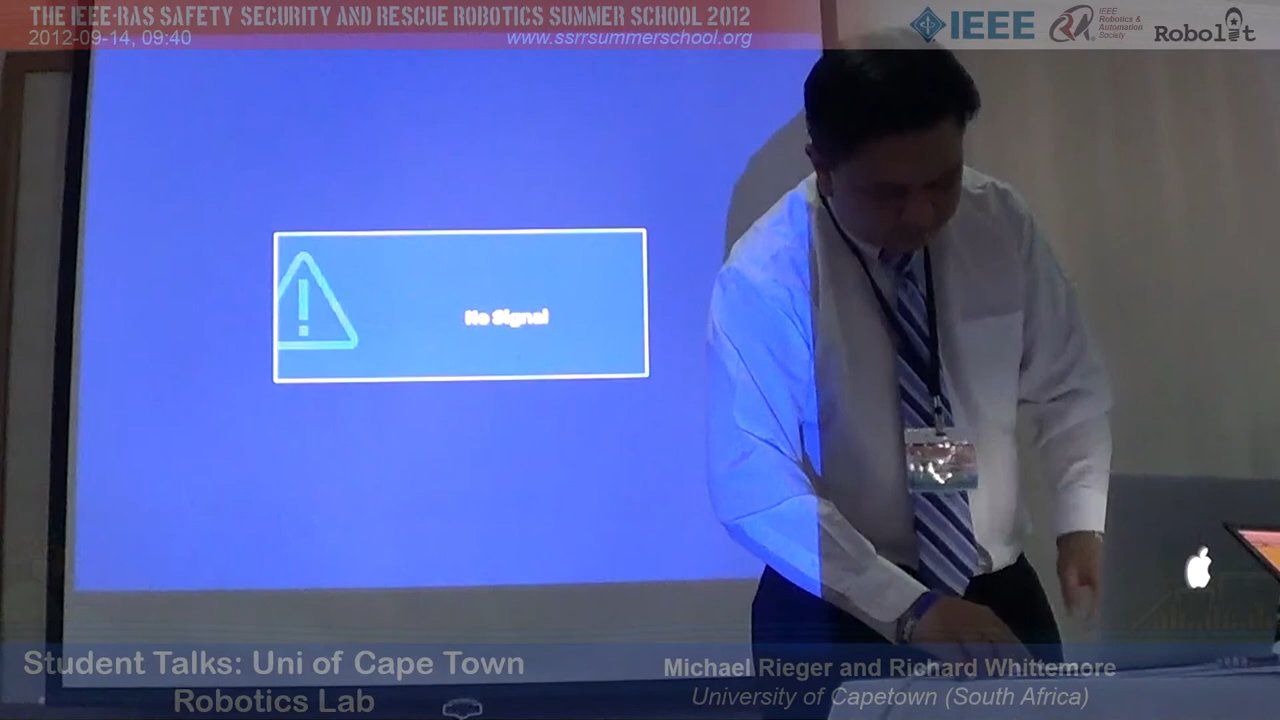 THE IEEE-RAS SAFETY SECURITY AND RESCUE ROBOTICS SUMMER SCHOOL 2012
2012-09-14, 09:40
www.ssrrsummerschool.org
IEEE
IEEE
Robotics &
Automation
Society
Robolit
No Signal
Student Talks: Uni of Cape Town
Robotics Lab
Michael Rieger and Richard Whittemore
University of Capetown (South Africa)